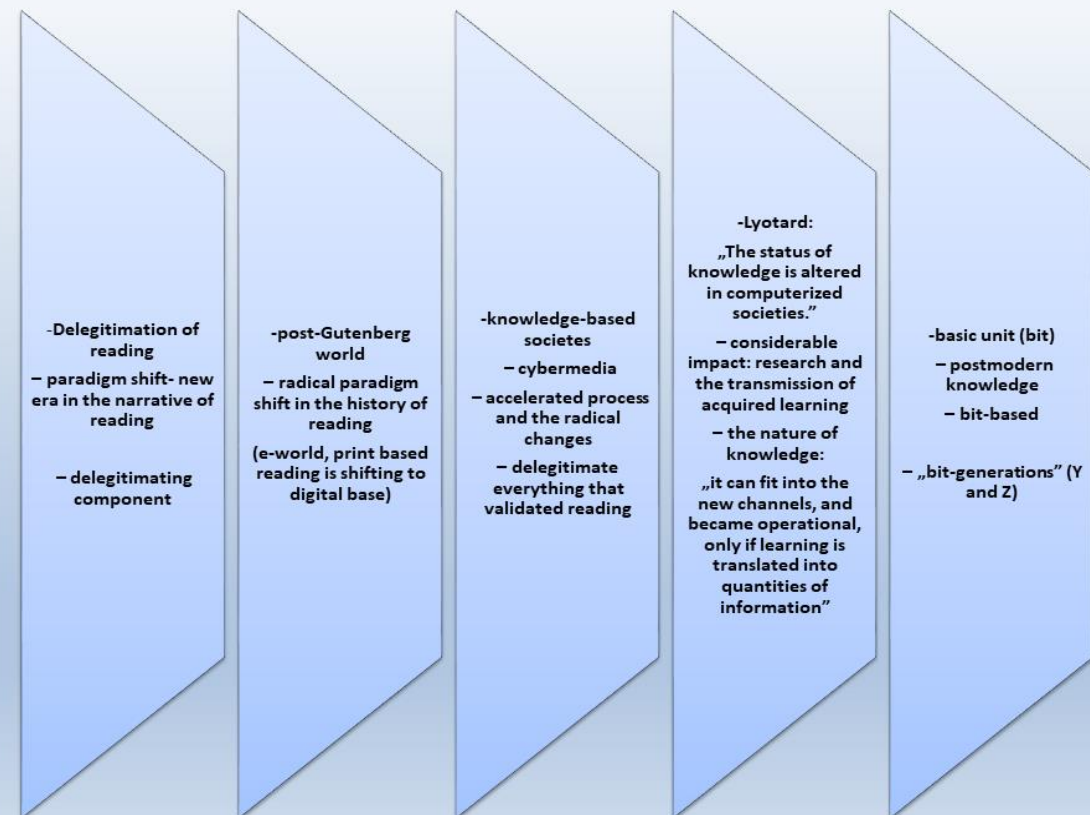 -Delegitimation of
reading
– paradigm shift- new
era in the narrative of
reading
– delegitimating
component
-post-Gutenberg
world
– radical paradigm
shift in the history of
reading
(e-world, print based
reading is shifting to
digital base)
-knowledge-based
societes
– cybermedia
– accelerated process
and the radical
changes
– delegitimate
everything that
validated reading
-Lyotard:
„The status of
knowledge is altered
in computerized
societies.”
– considerable
impact: research and
the transmission of
acquired learning
– the nature of
knowledge:
„it can fit into the
new channels, and
became operational,
only if learning is
translated into
quantities of
information”
-basic unit (bit)
– postmodern
knowledge
– bit-based
– „bit-generations” (Y
and Z)